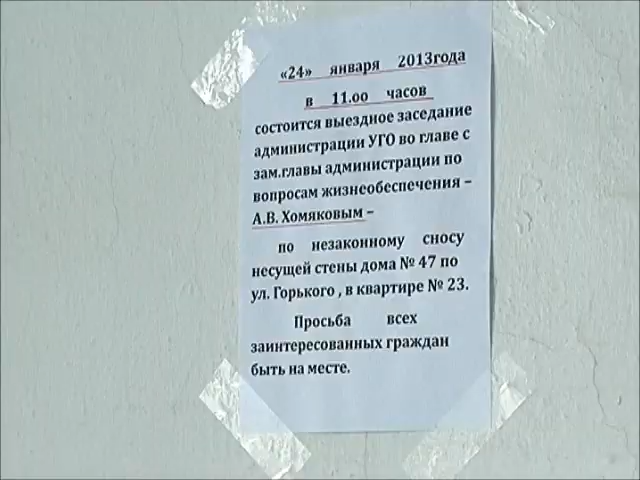 «24» января 2013года
в 11.оо часов
состоится выездное заседание
администрации УГО во главе с
зам.главы администрации по
вопросам жизнеобеспечения –
А.В. Хомяковым –
по незаконному сносу
несущей стены дома № 47 по
ул. Горького , в квартире № 23.
Просьба всех
заинтересованных граждан
быть на месте.